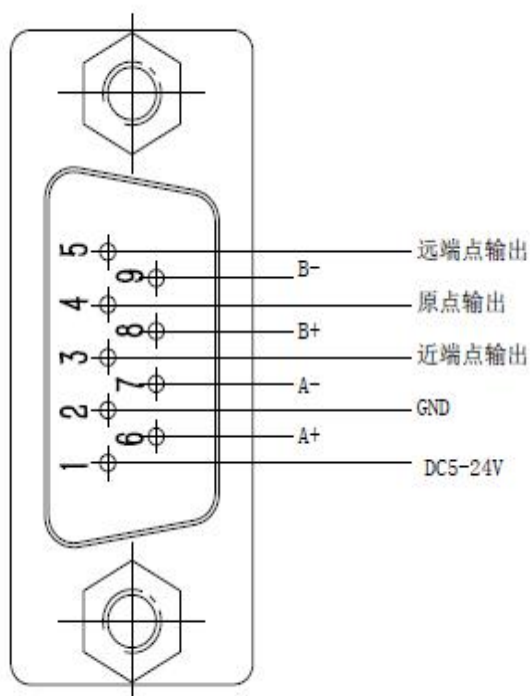 5 远端点输出
9 B-
4 原点输出
8 B+
3 近端点输出
7 A-
2 GND
6 A+
1 DC5-24V